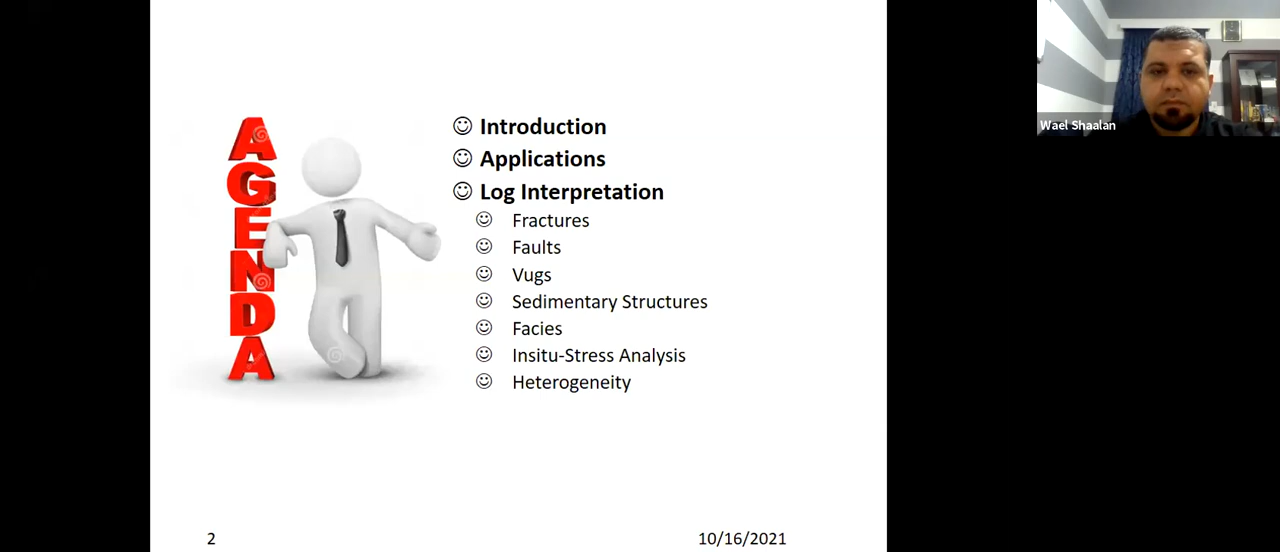 AGENDA
Introduction
Applications
Log Interpretation
Fractures
Faults
Vugs
Sedimentary Structures
Facies
Insitu-Stress Analysis
Heterogeneity
2
10/16/2021
Wael Shaalan